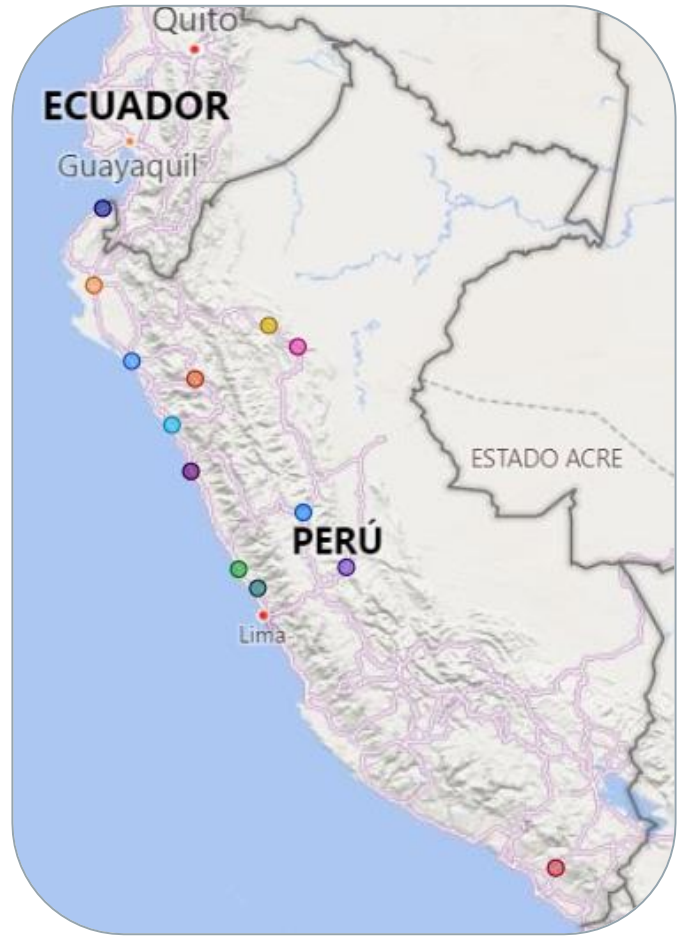 Quito
ECUADOR
Guayaquil
ESTADO ACRE
PERÚ
Lima